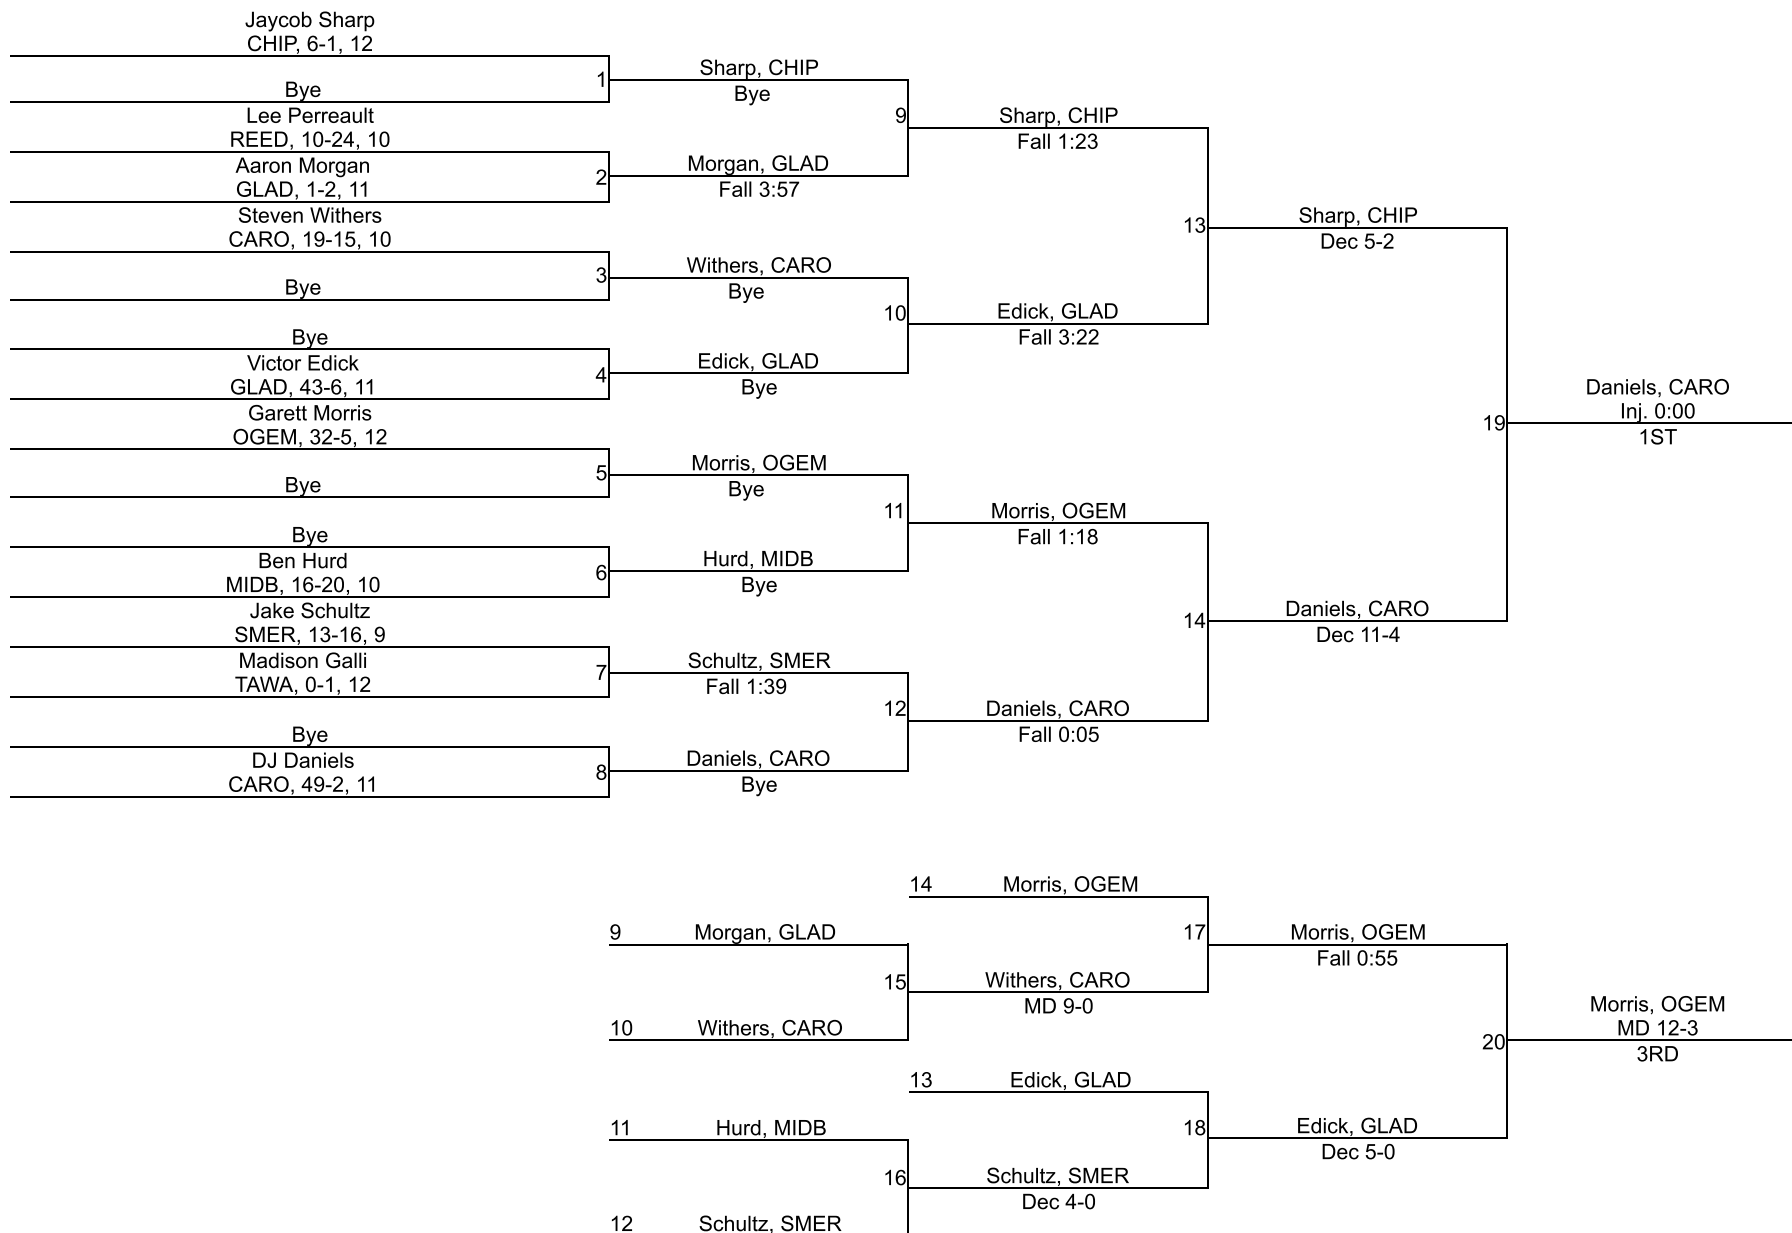 Jaycob Sharp
CHIP, 6-1, 12
Bye
Lee Perreault
REED, 10-24, 10
Aaron Morgan
GLAD, 1-2, 11
Steven Withers
CARO, 19-15, 10
Bye
Bye
Victor Edick
GLAD, 43-6, 11
Garett Morris
OGEM, 32-5, 12
Bye
Bye
Ben Hurd
MIDB, 16-20, 10
Jake Schultz
SMER, 13-16, 9
Madison Galli
TAWA, 0-1, 12
Bye
DJ Daniels
CARO, 49-2, 11
1
2
3
4
5
6
7
8
Sharp, CHIP
Bye
Morgan, GLAD
Fall 3:57
Withers, CARO
Bye
Edick, GLAD
Bye
Morris, OGEM
Bye
Hurd, MIDB
Bye
Schultz, SMER
Fall 1:39
Daniels, CARO
Bye
9
10
11
12
Sharp, CHIP
Fall 1:23
Edick, GLAD
Fall 3:22
Morris, OGEM
Fall 1:18
Daniels, CARO
Fall 0:05
13
14
Sharp, CHIP
Dec 5-2
Daniels, CARO
Dec 11-4
19
Daniels, CARO
Inj. 0:00
1ST
9 Morgan, GLAD
10 Withers, CARO
11 Hurd, MIDB
12 Schultz, SMER
15
16
14 Morris, OGEM
Withers, CARO
MD 9-0
13 Edick, GLAD
Schultz, SMER
Dec 4-0
17
18
Morris, OGEM
Fall 0:55
Edick, GLAD
Dec 5-0
20
Morris, OGEM
MD 12-3
3RD